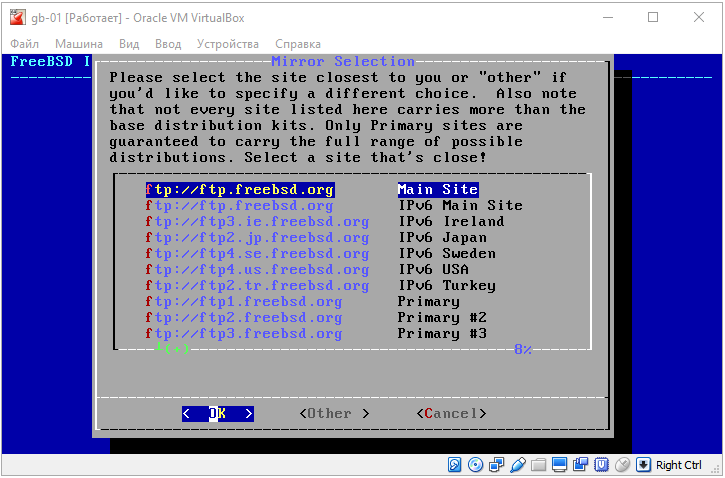 gb-01 [Работает] - Oracle VM VirtualBox
Файл Машина Вид Ввод Устройства Справка
FreeBSD I
Mirror Selection
Please select the site closest to you or "other" if
you'd like to specify a different choice. Also note
that not every site listed here carries more than the
base distribution kits. Only Primary sites are
guaranteed to carry the full range of possible
distributions. Select a site that's close!
ftp://ftp.freebsd.org Main Site
ftp://ftp.freebsd.org IPv6 Main Site
ftp://ftp3.ie.freebsd.org IPv6 Ireland
ftp://ftp2.jp.freebsd.org IPv6 Japan
ftp://ftp4.se.freebsd.org IPv6 Sweden
ftp://ftp4.us.freebsd.org IPv6 USA
ftp://ftp2.tr.freebsd.org IPv6 Turkey
ftp://ftp1.freebsd.org Primary
ftp://ftp2.freebsd.org Primary #2
ftp://ftp3.freebsd.org Primary #3
8%
< OK > <Other > <Cancel>
Right Ctrl